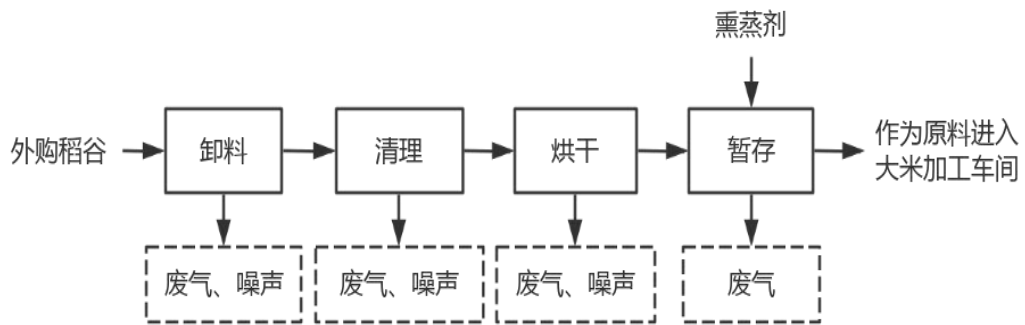 熏蒸剂
外购稻谷
卸料
清理
烘干
暂存
作为原料进入
大米加工车间
废气、噪声
废气、噪声
废气、噪声
废气